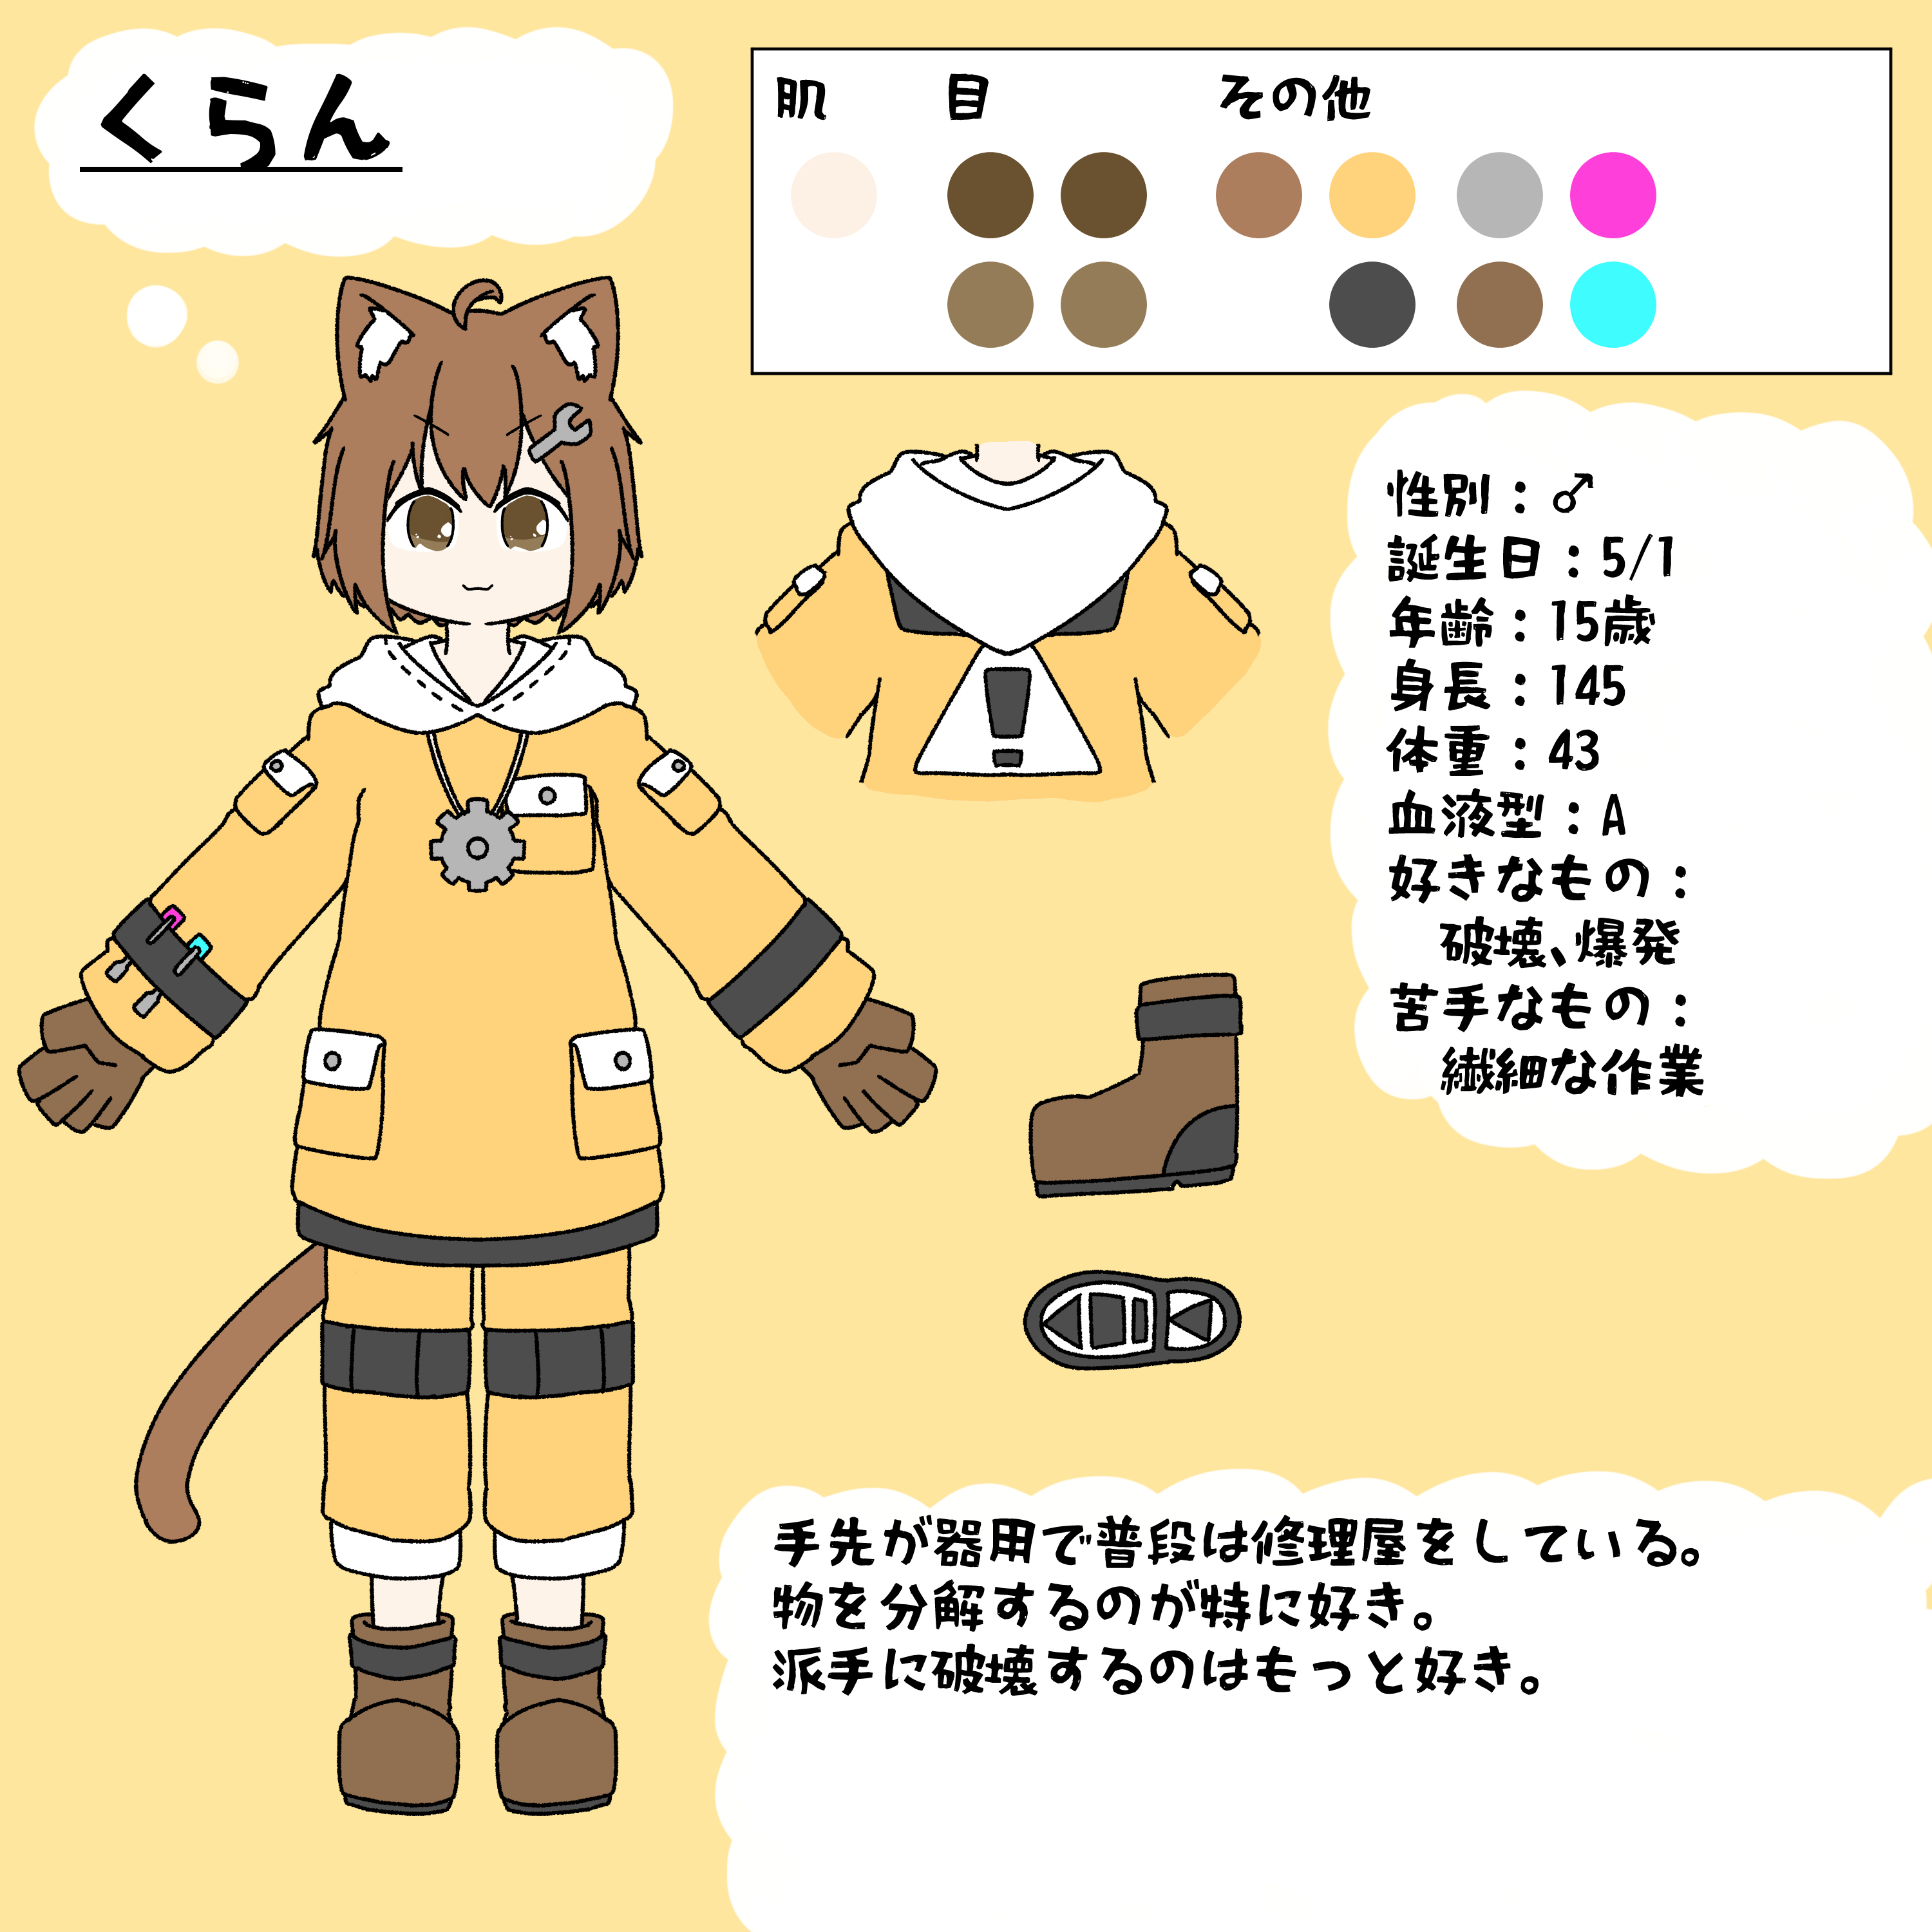 くらん
肌 目 その他
性別：♂
誕生日：5/1
年齢：15歳
身長：145
体重：43
血液型：A
好きなもの：
破壊、爆発
苦手なもの：
繊細な作業
手先が器用で普段は修理屋をしている。
物を分解するのが特に好き。
派手に破壊するのはもっと好き。